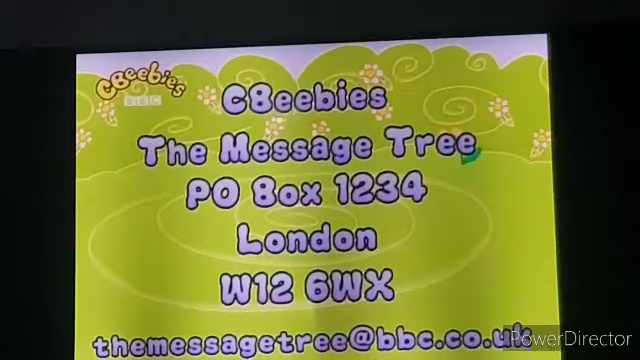 CBeebies
BBC
CBeebies
The Message Tree
PO Box 1234
London
W12 6WX
themessagetree@bbc.co.uk
PowerDirector